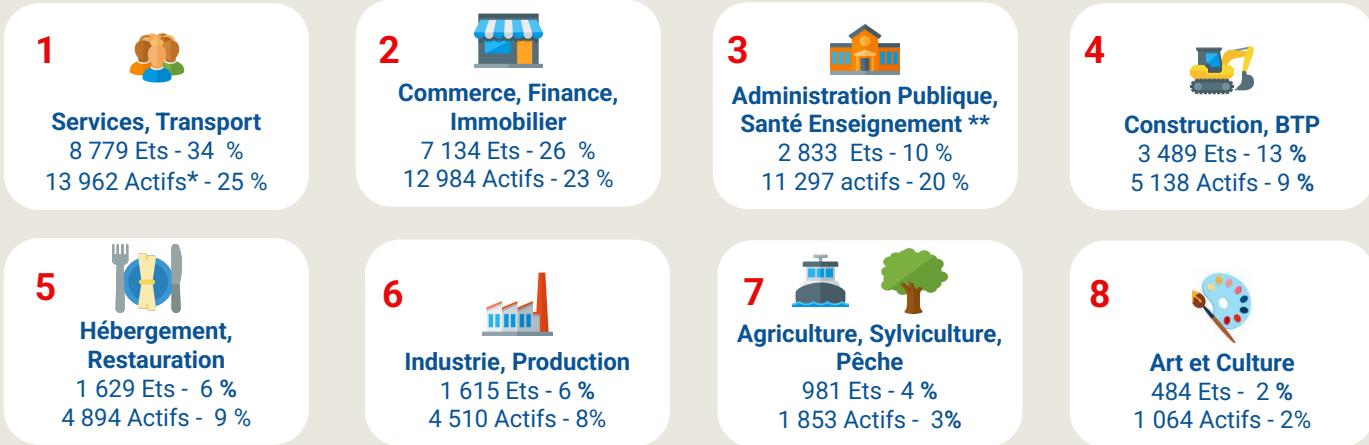 1
Services, Transport
8 779 Ets - 34 %
13 962 Actifs* - 25 %
2
Commerce, Finance,
Immobilier
7 134 Ets - 26 %
12 984 Actifs - 23 %
3
Administration Publique,
Santé Enseignement **
2 833 Ets - 10 %
11 297 actifs - 20 %
4
Construction, BTP
3 489 Ets - 13 %
5 138 Actifs - 9 %
5
Hébergement,
Restauration
1 629 Ets - 6 %
4 894 Actifs - 9 %
6
Industrie, Production
1 615 Ets - 6 %
4 510 Actifs - 8%
7
Agriculture, Sylviculture,
Pêche
981 Ets - 4 %
1 853 Actifs - 3%
8
Art et Culture
484 Ets - 2 %
1 064 Actifs - 2%